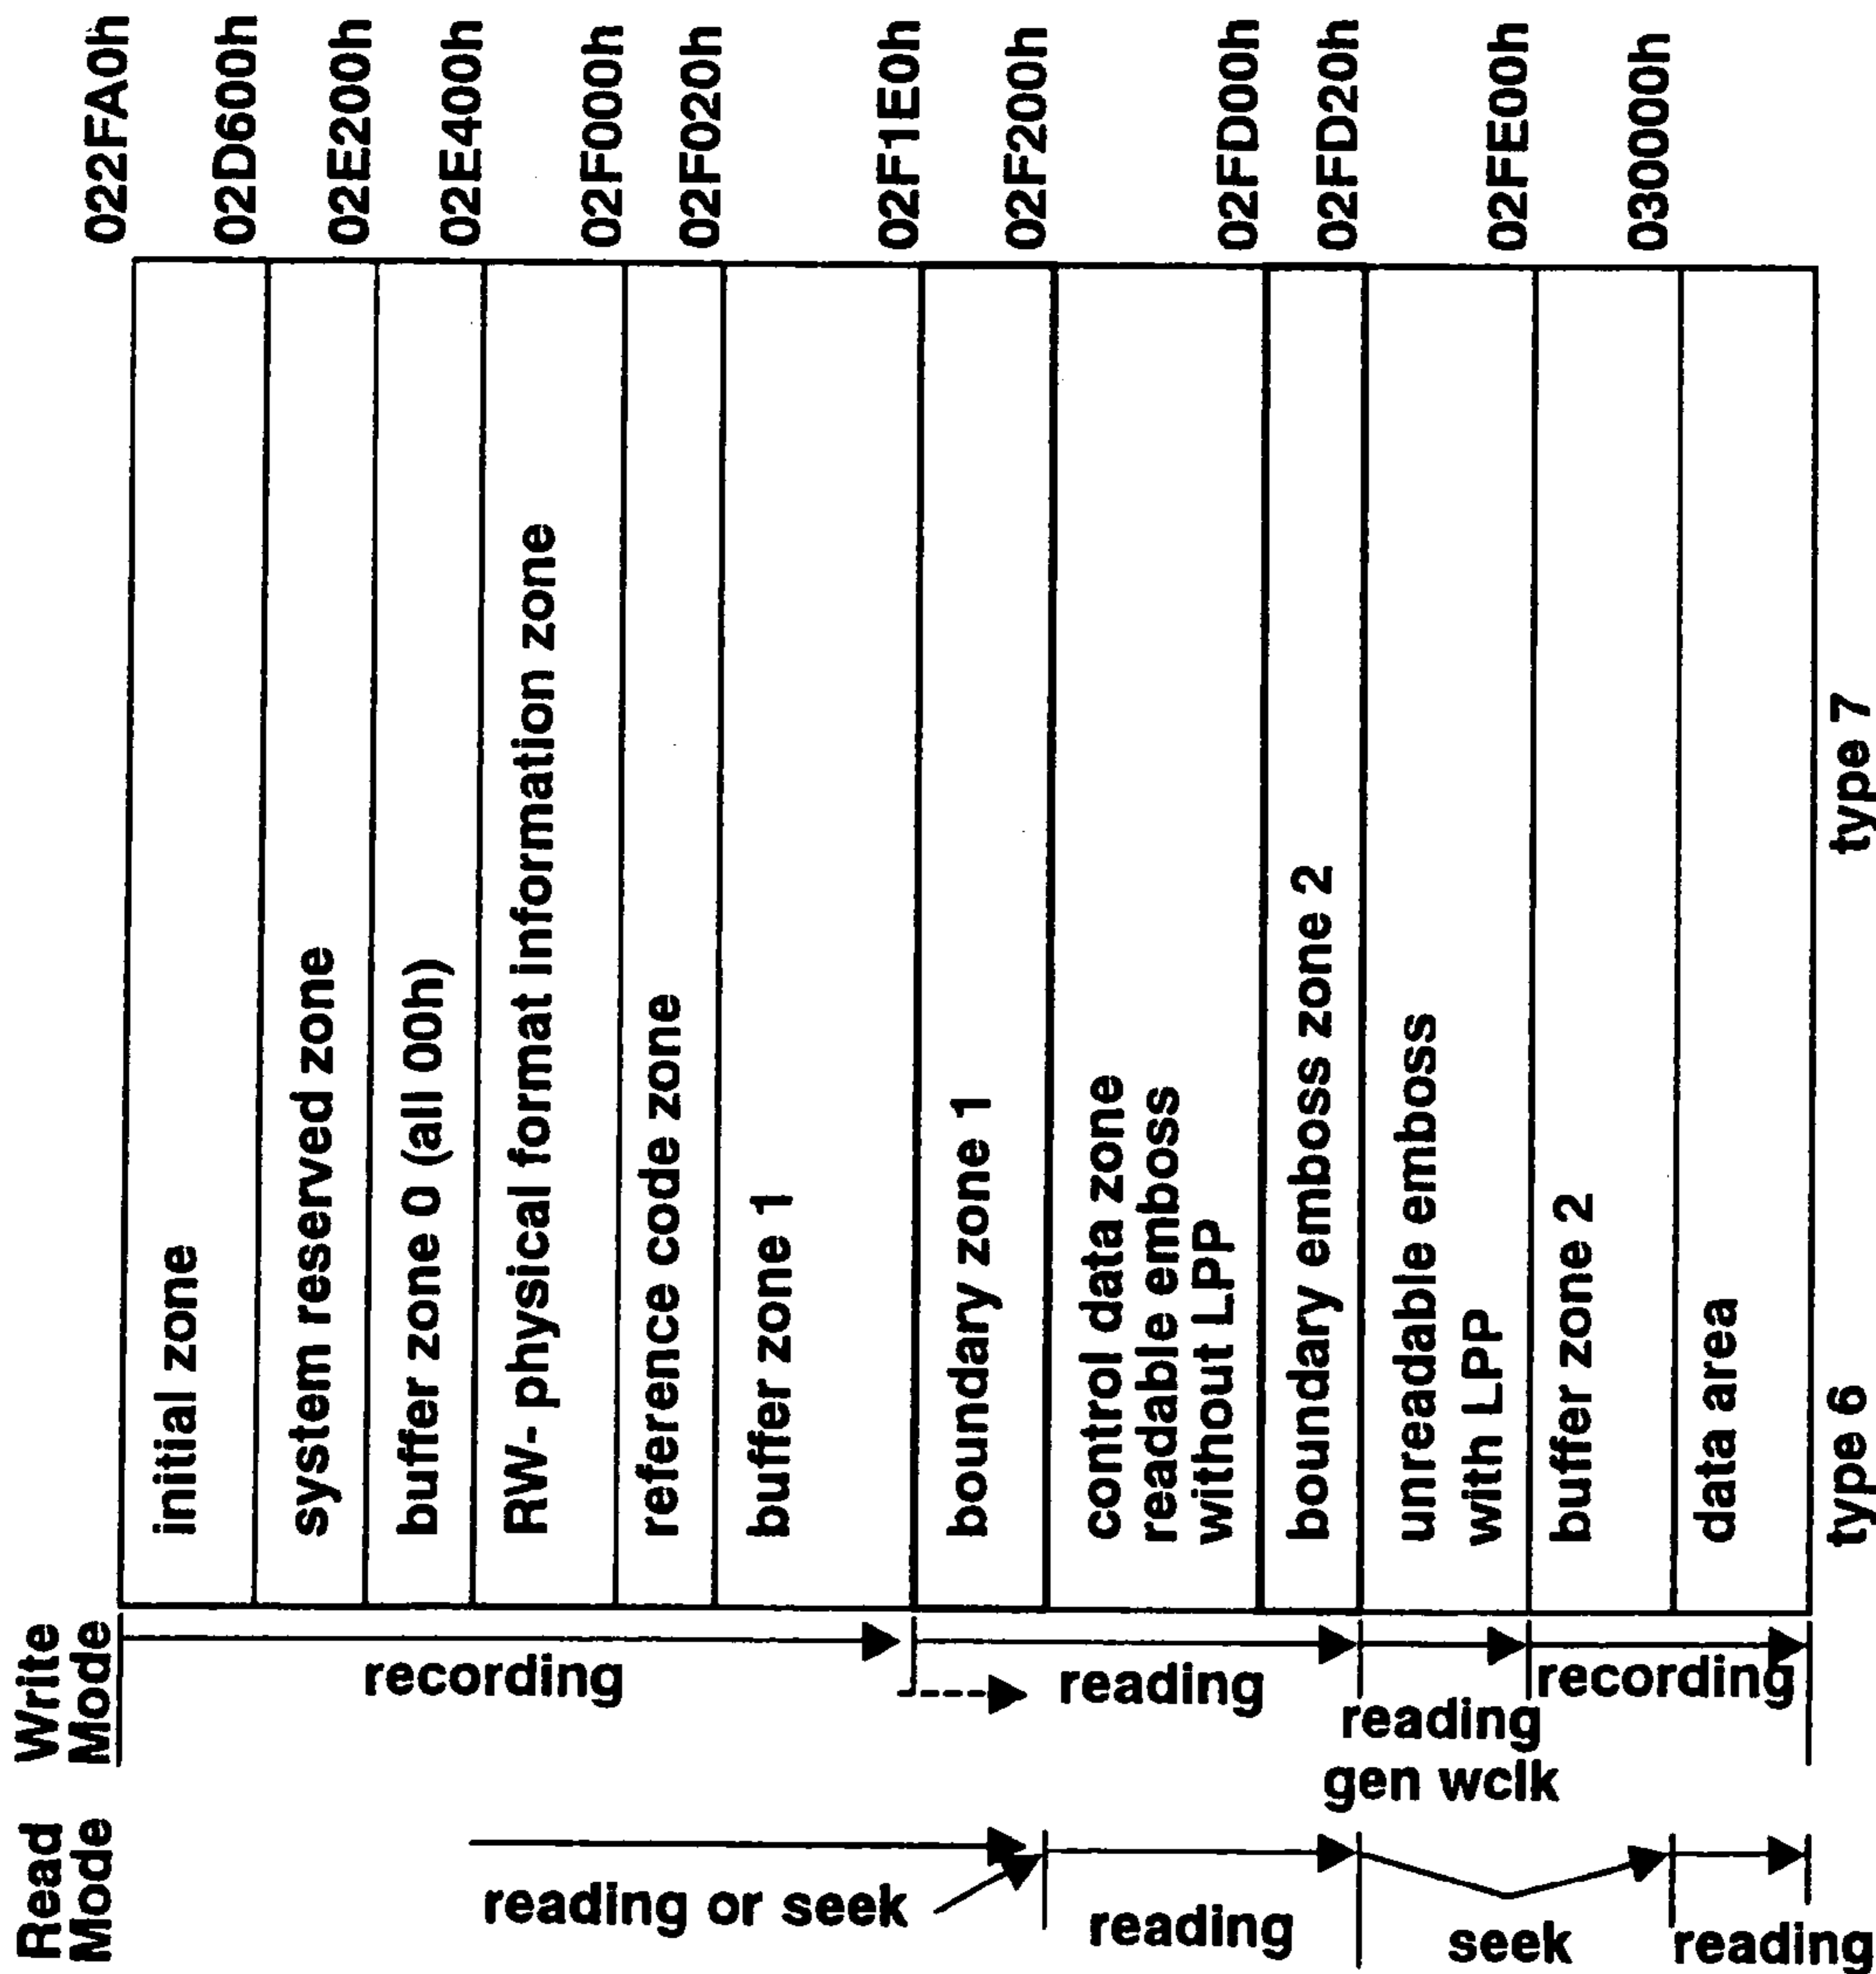 022FA0h
02D600h
02E200h
02E400h
02F000h
02F020h
02F1E0h
02F200h
02FD00h
02FD20h
02FE00h
030000h
initial zone
system reserved zone
buffer zone 0 (all 00h)
RW- physical format information zone
reference code zone
buffer zone 1
boundary zone 1
control data zone
readable emboss
without LPP
boundary emboss zone 2
unreadable emboss
with LPP
buffer zone 2
data area
type 6
type 7
Write
Mode
recording
reading
reading
gen wclk
recording
Read
Mode
reading or seek
reading
seek
reading